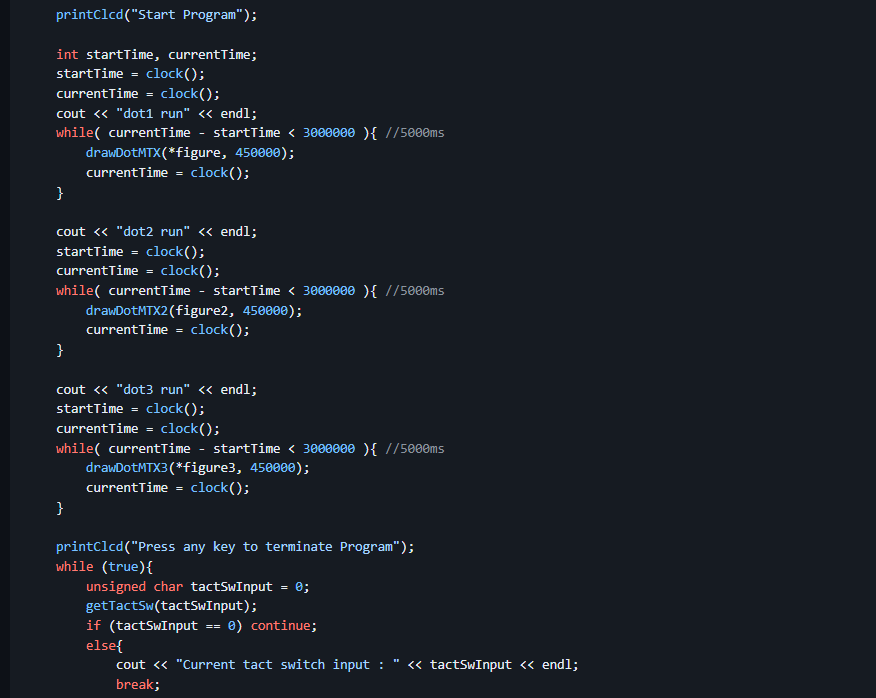 printClcd("Start Program");
int startTime, currentTime;
startTime = clock();
currentTime = clock();
cout << "dot1 run" << endl;
while( currentTime - startTime < 3000000 ){ //5000ms
drawDotMTX(*figure, 450000);
currentTime = clock();
}
cout << "dot2 run" << endl;
startTime = clock();
currentTime = clock();
while( currentTime - startTime < 3000000 ){ //5000ms
drawDotMTX2(figure2, 450000);
currentTime = clock();
}
cout << "dot3 run" << endl;
startTime = clock();
currentTime = clock();
while( currentTime - startTime < 3000000 ){ //5000ms
drawDotMTX3(*figure3, 450000);
currentTime = clock();
}
printClcd("Press any key to terminate Program");
while (true){
unsigned char tactSwInput = 0;
getTactSw(tactSwInput);
if (tactSwInput == 0) continue;
else{
cout << "Current tact switch input : " << tactSwInput << endl;
break;